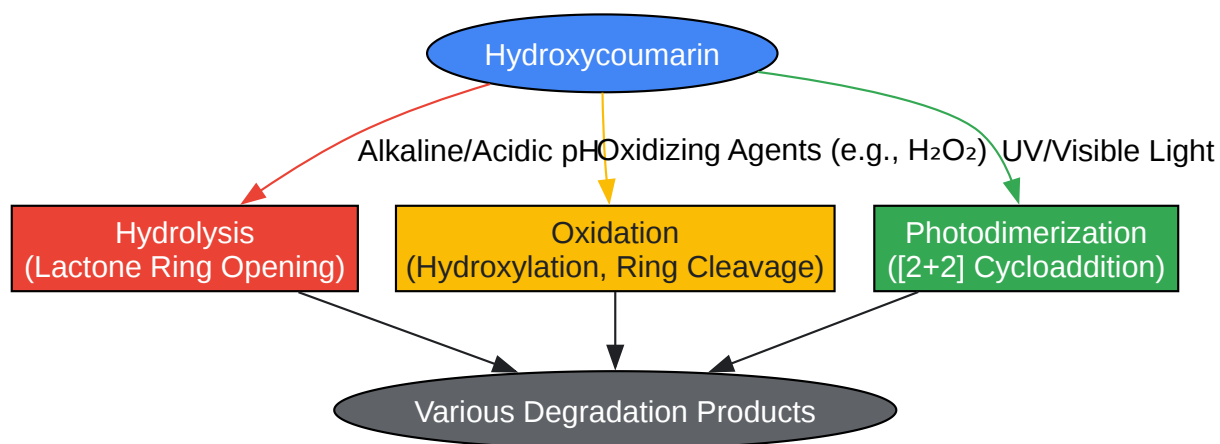 Hydroxycoumarin
Alkaline/Acidic pH
Oxidizing Agents (e.g., H₂O₂)
UV/Visible Light
Hydrolysis
(Lactone Ring Opening)
Oxidation
(Hydroxylation, Ring Cleavage)
Photodimerization
([2+2] Cycloaddition)
Various Degradation Products